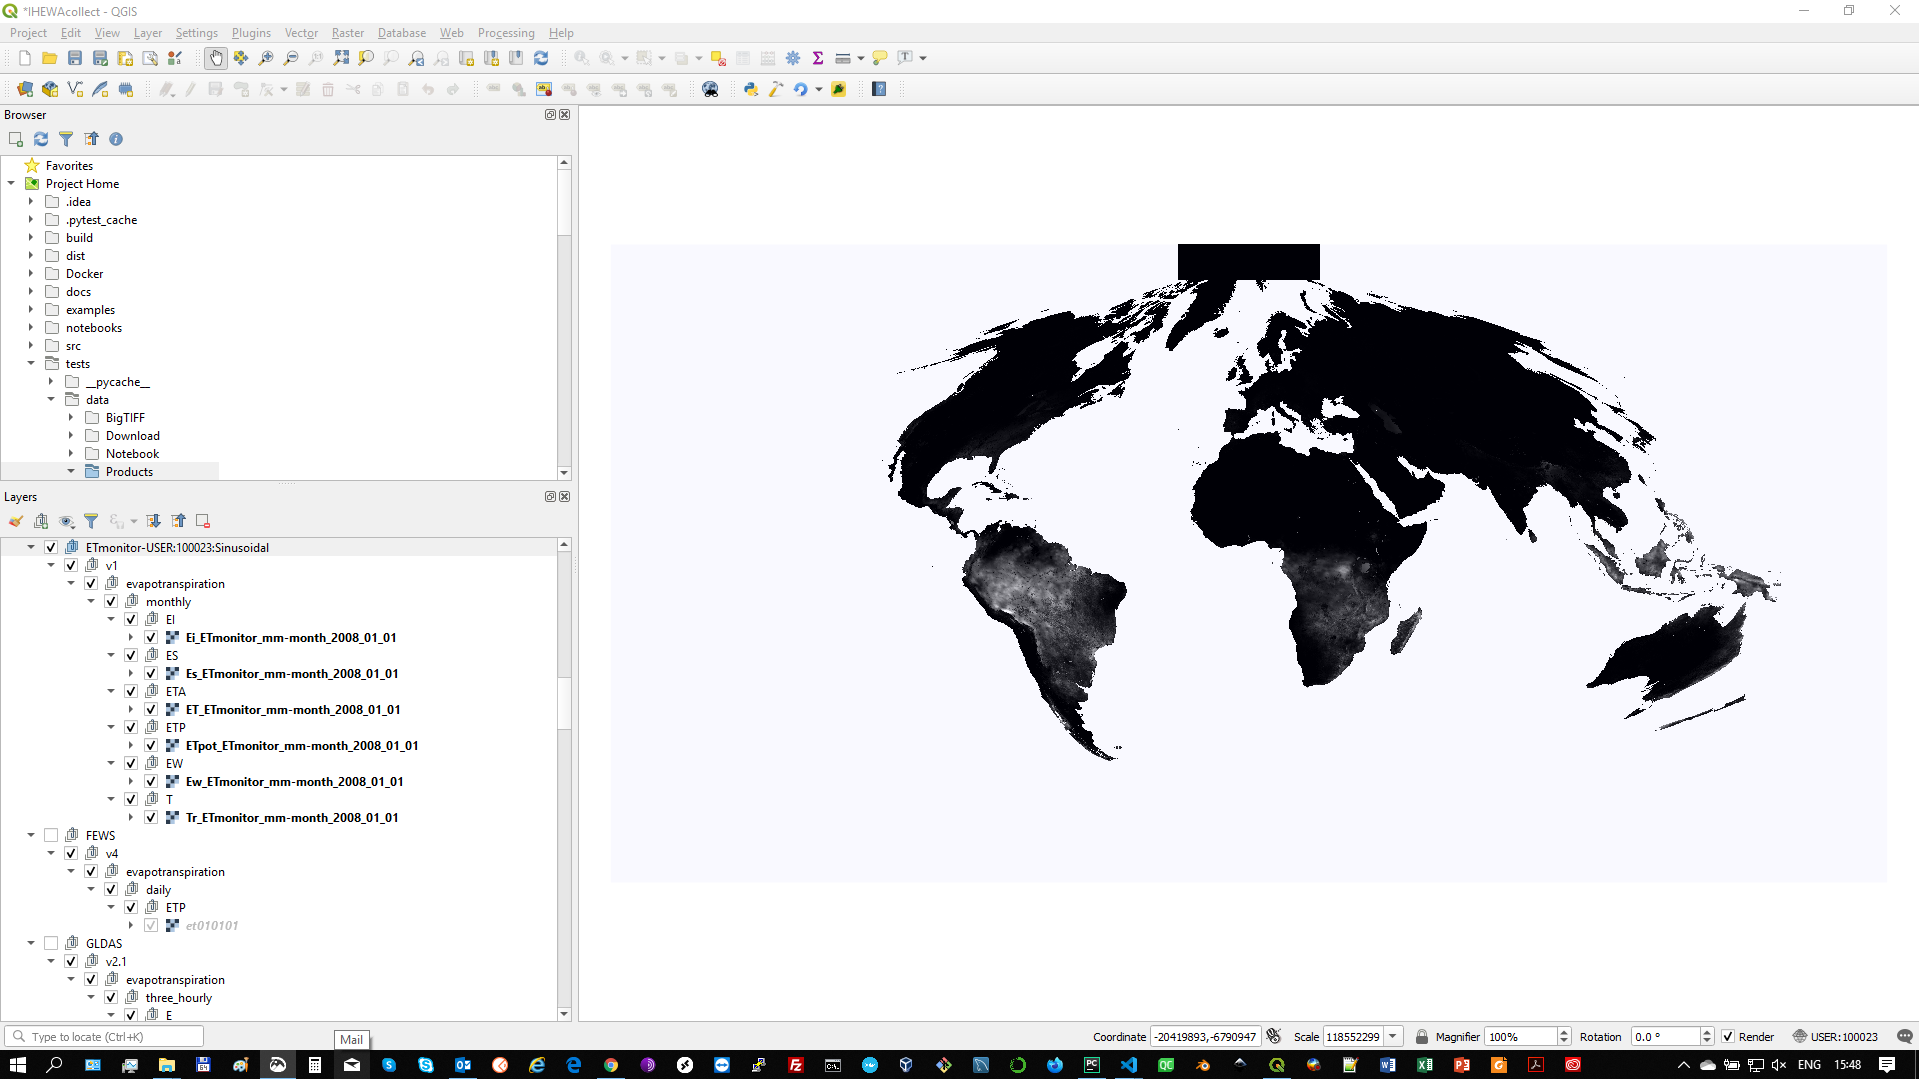 *IHEWAcollect - QGIS
Project Edit View Layer Settings Plugins Vector Raster Database Web Processing Help
Browser
Favorites
Project Home
.idea
.pytest_cache
build
dist
Docker
docs
examples
notebooks
src
tests
__pycache__
data
BigTIFF
Download
Notebook
Products
Layers
ETmonitor-USER:100023:Sinusoidal
v1
evapotranspiration
monthly
EI
Ei_ETmonitor_mm-month_2008_01_01
ES
Es_ETmonitor_mm-month_2008_01_01
ETA
ET_ETmonitor_mm-month_2008_01_01
ETP
ETpot_ETmonitor_mm-month_2008_01_01
EW
Ew_ETmonitor_mm-month_2008_01_01
T
Tr_ETmonitor_mm-month_2008_01_01
FEWS
v4
evapotranspiration
daily
ETP
et010101
GLDAS
v2.1
evapotranspiration
three_hourly
E
Type to locate (Ctrl+K)
Mail
Coordinate -20419893,-6790947 Scale 118552299 Magnifier 100% Rotation 0.0 ° Render USER:100023
ENG 15:48